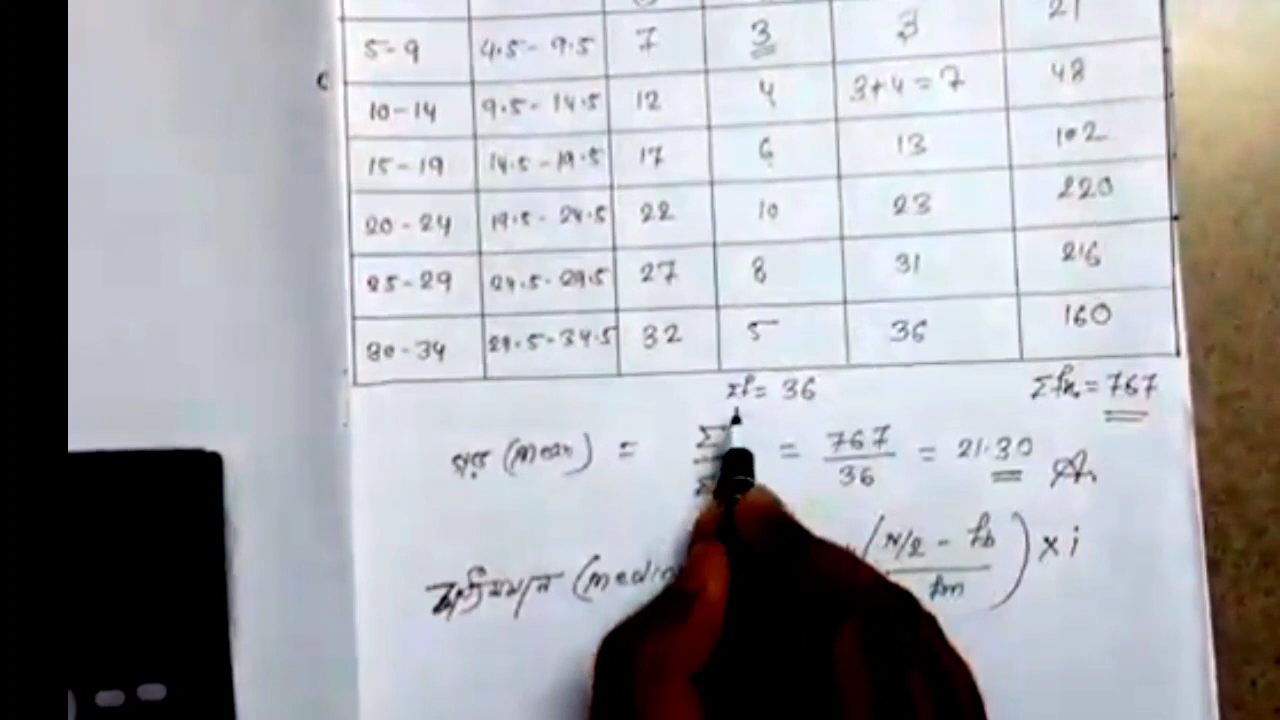 5-9 4.5-9.5 7 3 3 21
10-14 9.5-14.5 12 4 3+4=7 48
15-19 14.5-19.5 17 6 13 102
20-24 19.5-24.5 22 10 23 220
25-29 24.5-29.5 27 8 31 216
30-34 29.5-34.5 32 5 36 160
Σf= 36 Σfx = 767
গড় (Mean) = = 767/36 = 21.30
(Media (N/2 - fb / fm) × i